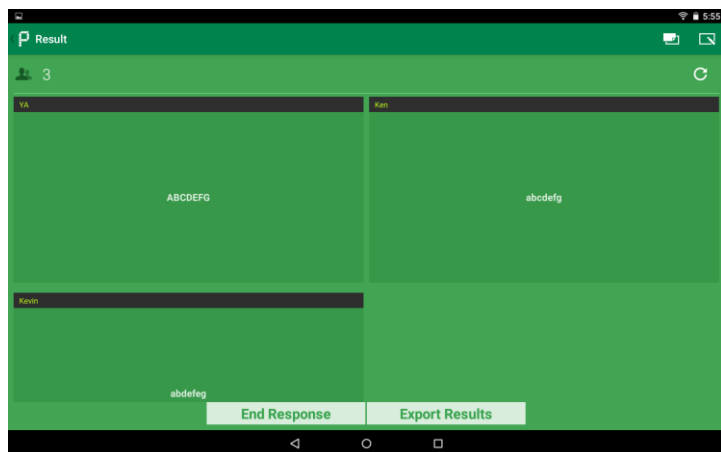 5:55
Result
3
YA
Ken
ABCDEFG
abcdefg
Kevin
abdefeg
End Response
Export Results